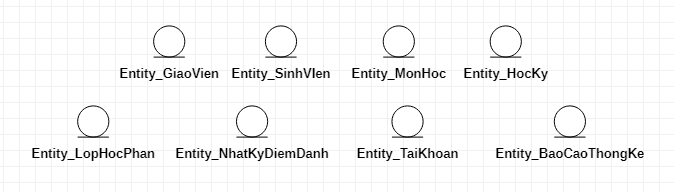 Entity_GiaoVien Entity_SinhVIen Entity_MonHoc Entity_HocKy
Entity_LopHocPhan Entity_NhatKyDiemDanh Entity_TaiKhoan Entity_BaoCaoThongKe